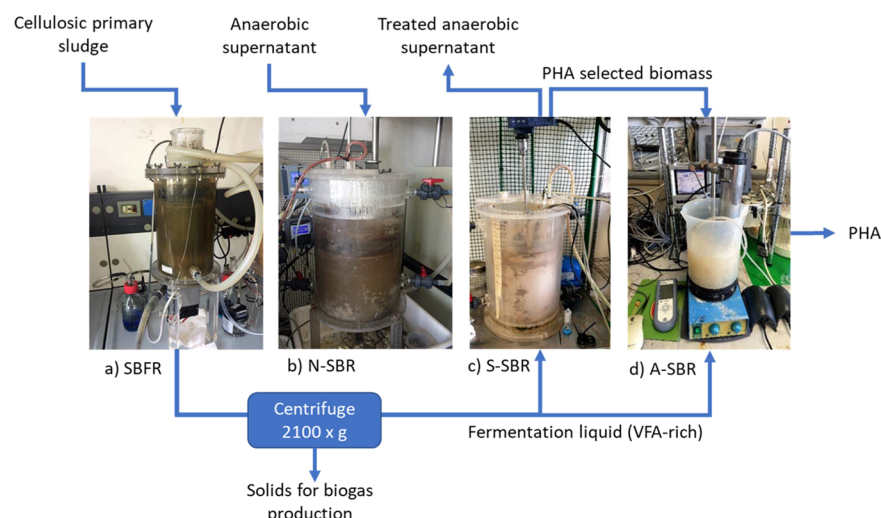 Cellulosic primary
sludge
Anaerobic
supernatant
Treated anaerobic
supernatant
PHA selected biomass
PHA
a) SBFR
b) N-SBR
c) S-SBR
d) A-SBR
Centrifuge
2100 x g
Fermentation liquid (VFA-rich)
Solids for biogas
production